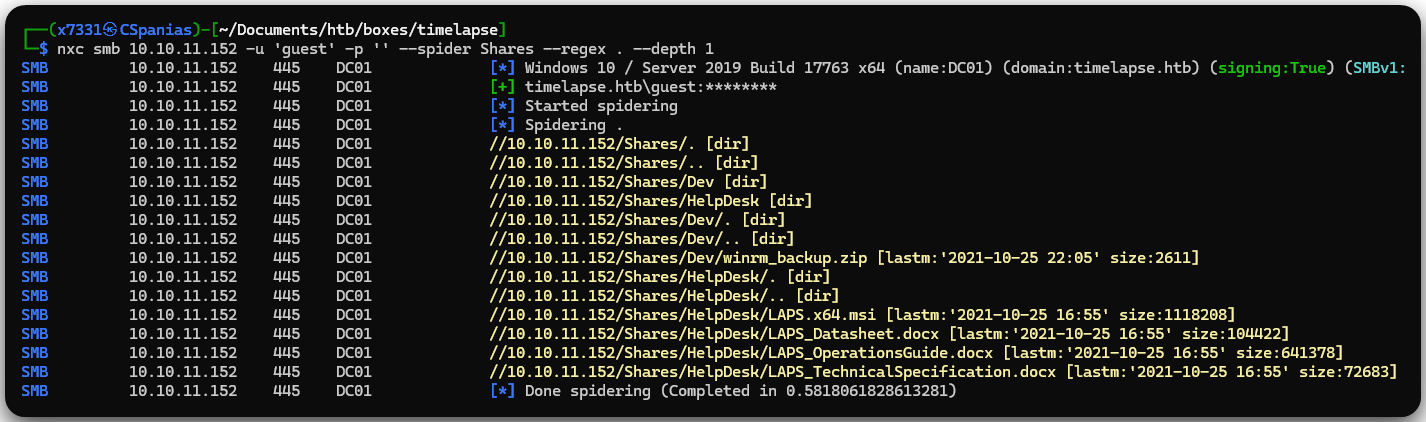 ┌──(x7331㉿CSpanias)-[~/Documents/htb/boxes/timelapse]
└─$ nxc smb 10.10.11.152 -u 'guest' -p '' --spider Shares --regex . --depth 1
SMB 10.10.11.152 445 DC01 [*] Windows 10 / Server 2019 Build 17763 x64 (name:DC01) (domain:timelapse.htb) (signing:True) (SMBv1:
SMB 10.10.11.152 445 DC01 [+] timelapse.htb\guest:********
SMB 10.10.11.152 445 DC01 [*] Started spidering
SMB 10.10.11.152 445 DC01 [*] Spidering .
SMB 10.10.11.152 445 DC01 //10.10.11.152/Shares/. [dir]
SMB 10.10.11.152 445 DC01 //10.10.11.152/Shares/.. [dir]
SMB 10.10.11.152 445 DC01 //10.10.11.152/Shares/Dev [dir]
SMB 10.10.11.152 445 DC01 //10.10.11.152/Shares/HelpDesk [dir]
SMB 10.10.11.152 445 DC01 //10.10.11.152/Shares/Dev/. [dir]
SMB 10.10.11.152 445 DC01 //10.10.11.152/Shares/Dev/.. [dir]
SMB 10.10.11.152 445 DC01 //10.10.11.152/Shares/Dev/winrm_backup.zip [lastm:'2021-10-25 22:05' size:2611]
SMB 10.10.11.152 445 DC01 //10.10.11.152/Shares/HelpDesk/. [dir]
SMB 10.10.11.152 445 DC01 //10.10.11.152/Shares/HelpDesk/.. [dir]
SMB 10.10.11.152 445 DC01 //10.10.11.152/Shares/HelpDesk/LAPS.x64.msi [lastm:'2021-10-25 16:55' size:1118208]
SMB 10.10.11.152 445 DC01 //10.10.11.152/Shares/HelpDesk/LAPS_Datasheet.docx [lastm:'2021-10-25 16:55' size:104422]
SMB 10.10.11.152 445 DC01 //10.10.11.152/Shares/HelpDesk/LAPS_OperationsGuide.docx [lastm:'2021-10-25 16:55' size:641378]
SMB 10.10.11.152 445 DC01 //10.10.11.152/Shares/HelpDesk/LAPS_TechnicalSpecification.docx [lastm:'2021-10-25 16:55' size:72683]
SMB 10.10.11.152 445 DC01 [*] Done spidering (Completed in 0.5818061828613281)